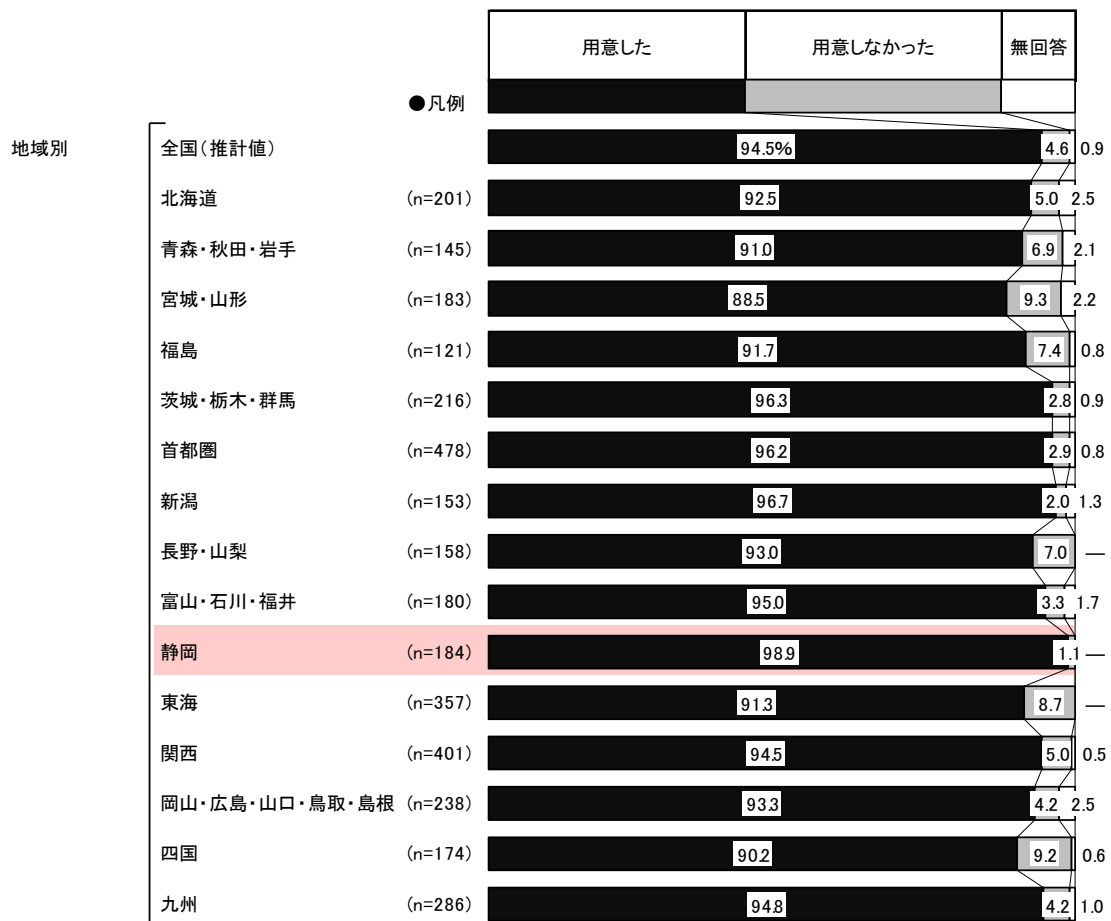 用意した 用意しなかった 無回答
●凡例
地域別 全国(推計値) 94.5% 4.6 0.9
北海道 (n=201) 92.5 5.0 2.5
青森・秋田・岩手 (n=145) 91.0 6.9 2.1
宮城・山形 (n=183) 88.5 9.3 2.2
福島 (n=121) 91.7 7.4 0.8
茨城・栃木・群馬 (n=216) 96.3 2.8 0.9
首都圏 (n=478) 96.2 2.9 0.8
新潟 (n=153) 96.7 2.0 1.3
長野・山梨 (n=158) 93.0 7.0 ―
富山・石川・福井 (n=180) 95.0 3.3 1.7
静岡 (n=184) 98.9 1.1 ―
東海 (n=357) 91.3 8.7 ―
関西 (n=401) 94.5 5.0 0.5
岡山・広島・山口・鳥取・島根 (n=238) 93.3 4.2 2.5
四国 (n=174) 90.2 9.2 0.6
九州 (n=286) 94.8 4.2 1.0